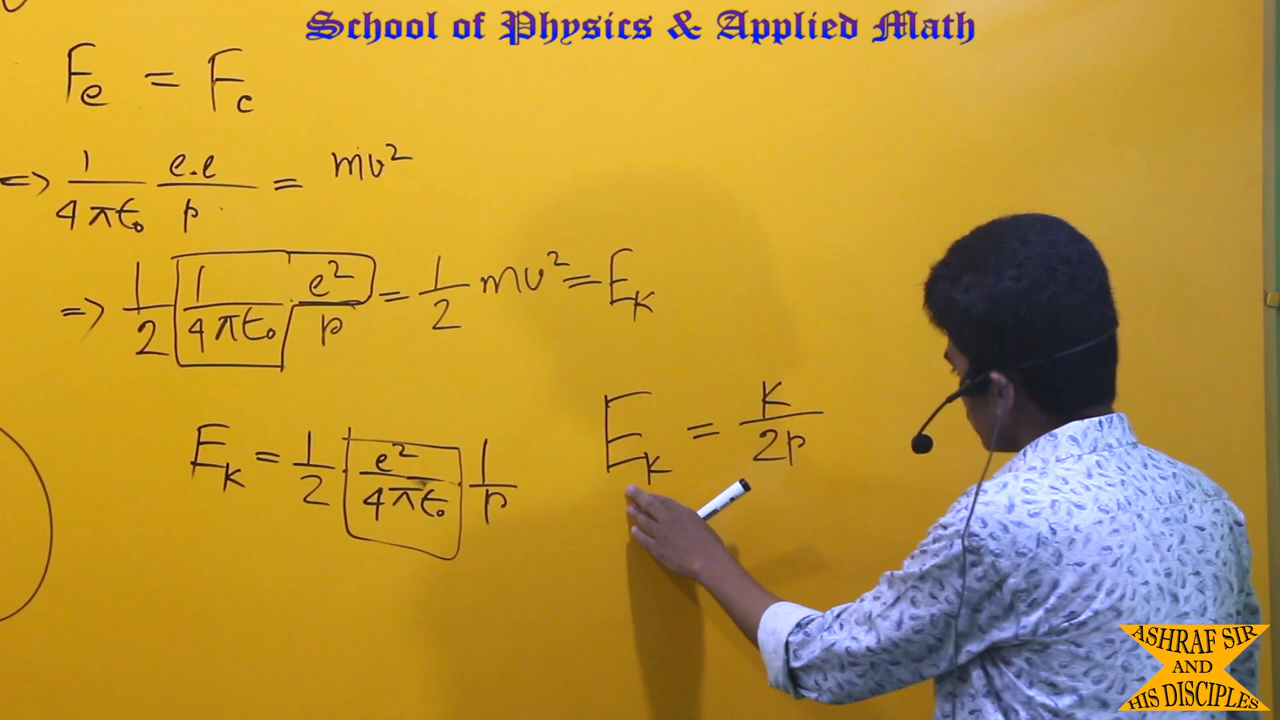 School of Physics & Applied Math
Fe = Fc
=> 1/4πε₀ e.e/r = mv²
=> 1/2 1/4πε₀ . e²/r = 1/2 mv² = EK
EK = 1/2 e²/4πε₀ 1/r
EK = K/2r
ASHRAF SIR
AND
HIS DISCIPLES